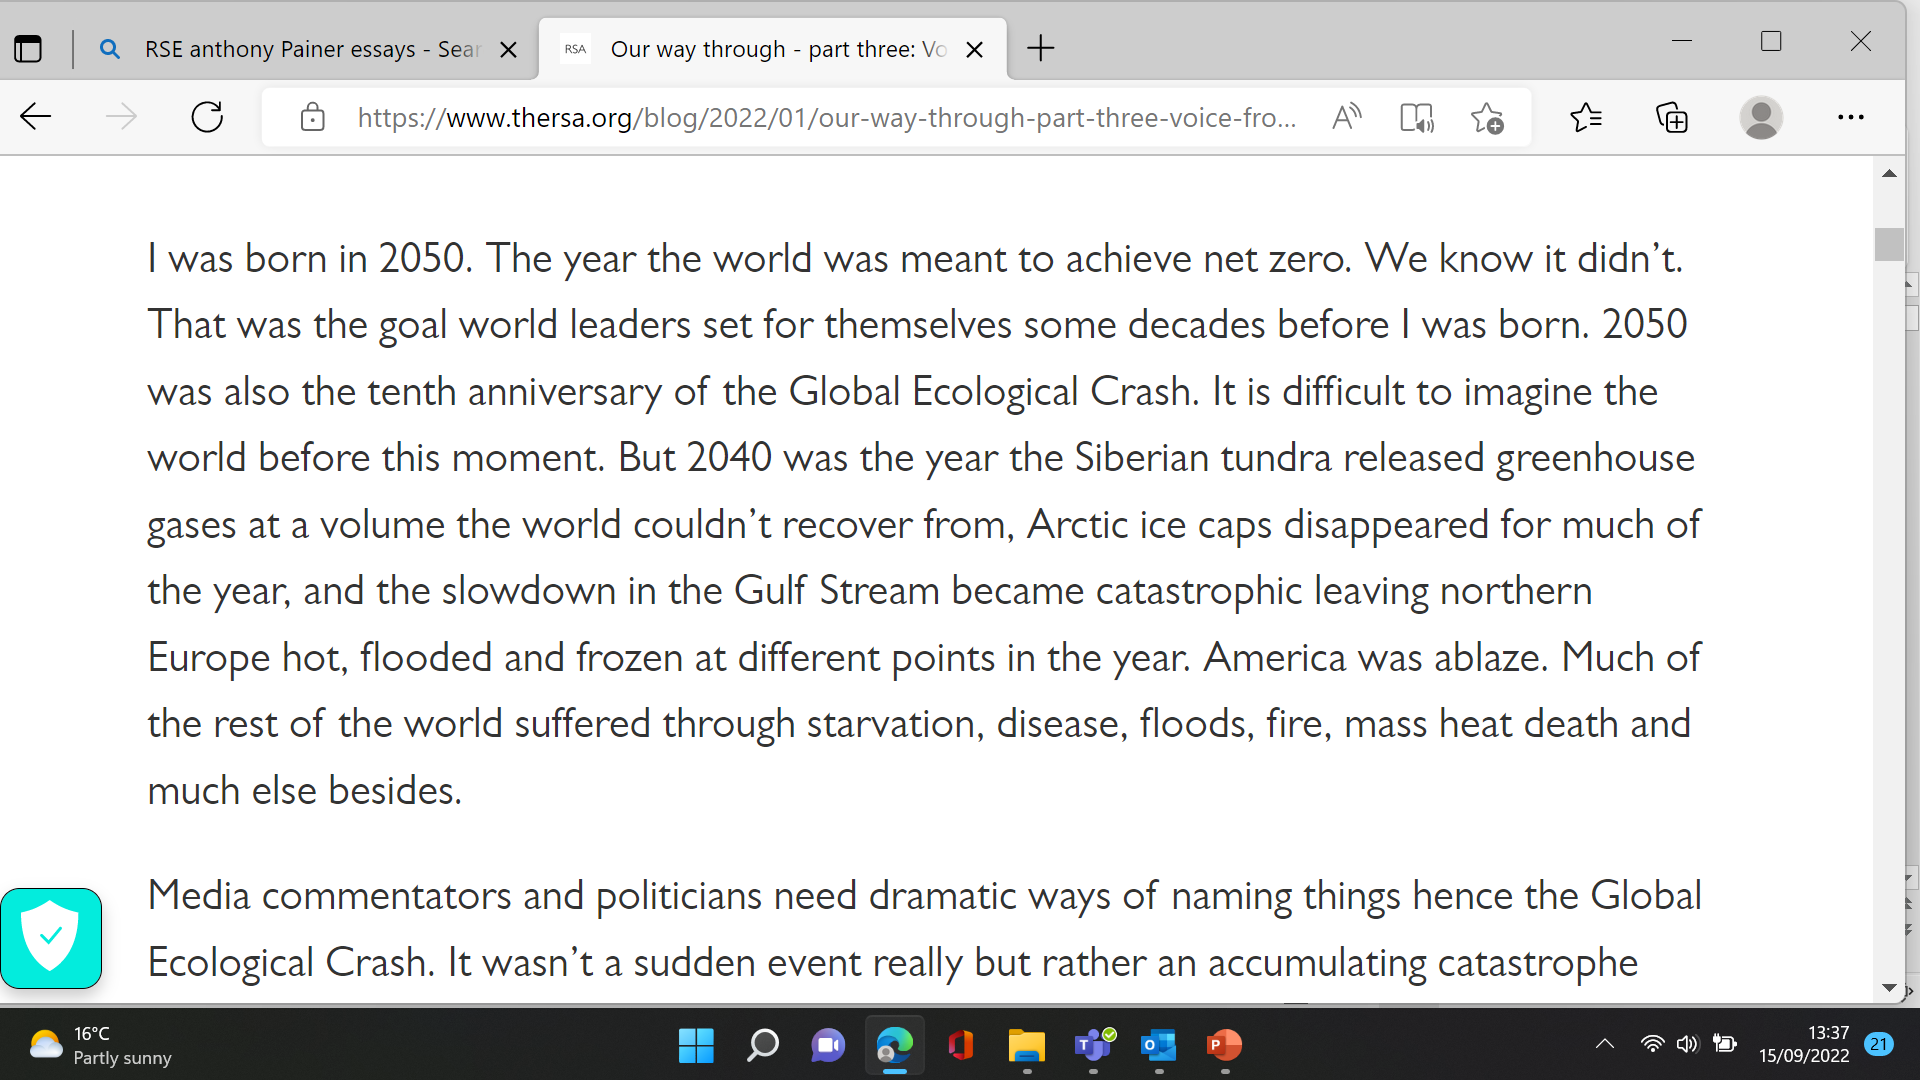 RSE anthony Painer essays - Sear
RSA
Our way through - part three: Vo
https://www.thersa.org/blog/2022/01/our-way-through-part-three-voice-fro...
I was born in 2050. The year the world was meant to achieve net zero. We know it didn’t.
That was the goal world leaders set for themselves some decades before I was born. 2050
was also the tenth anniversary of the Global Ecological Crash. It is difficult to imagine the
world before this moment. But 2040 was the year the Siberian tundra released greenhouse
gases at a volume the world couldn’t recover from, Arctic ice caps disappeared for much of
the year, and the slowdown in the Gulf Stream became catastrophic leaving northern
Europe hot, flooded and frozen at different points in the year. America was ablaze. Much of
the rest of the world suffered through starvation, disease, floods, fire, mass heat death and
much else besides.
Media commentators and politicians need dramatic ways of naming things hence the Global
Ecological Crash. It wasn’t a sudden event really but rather an accumulating catastrophe
16°C
Partly sunny
13:37
15/09/2022
21